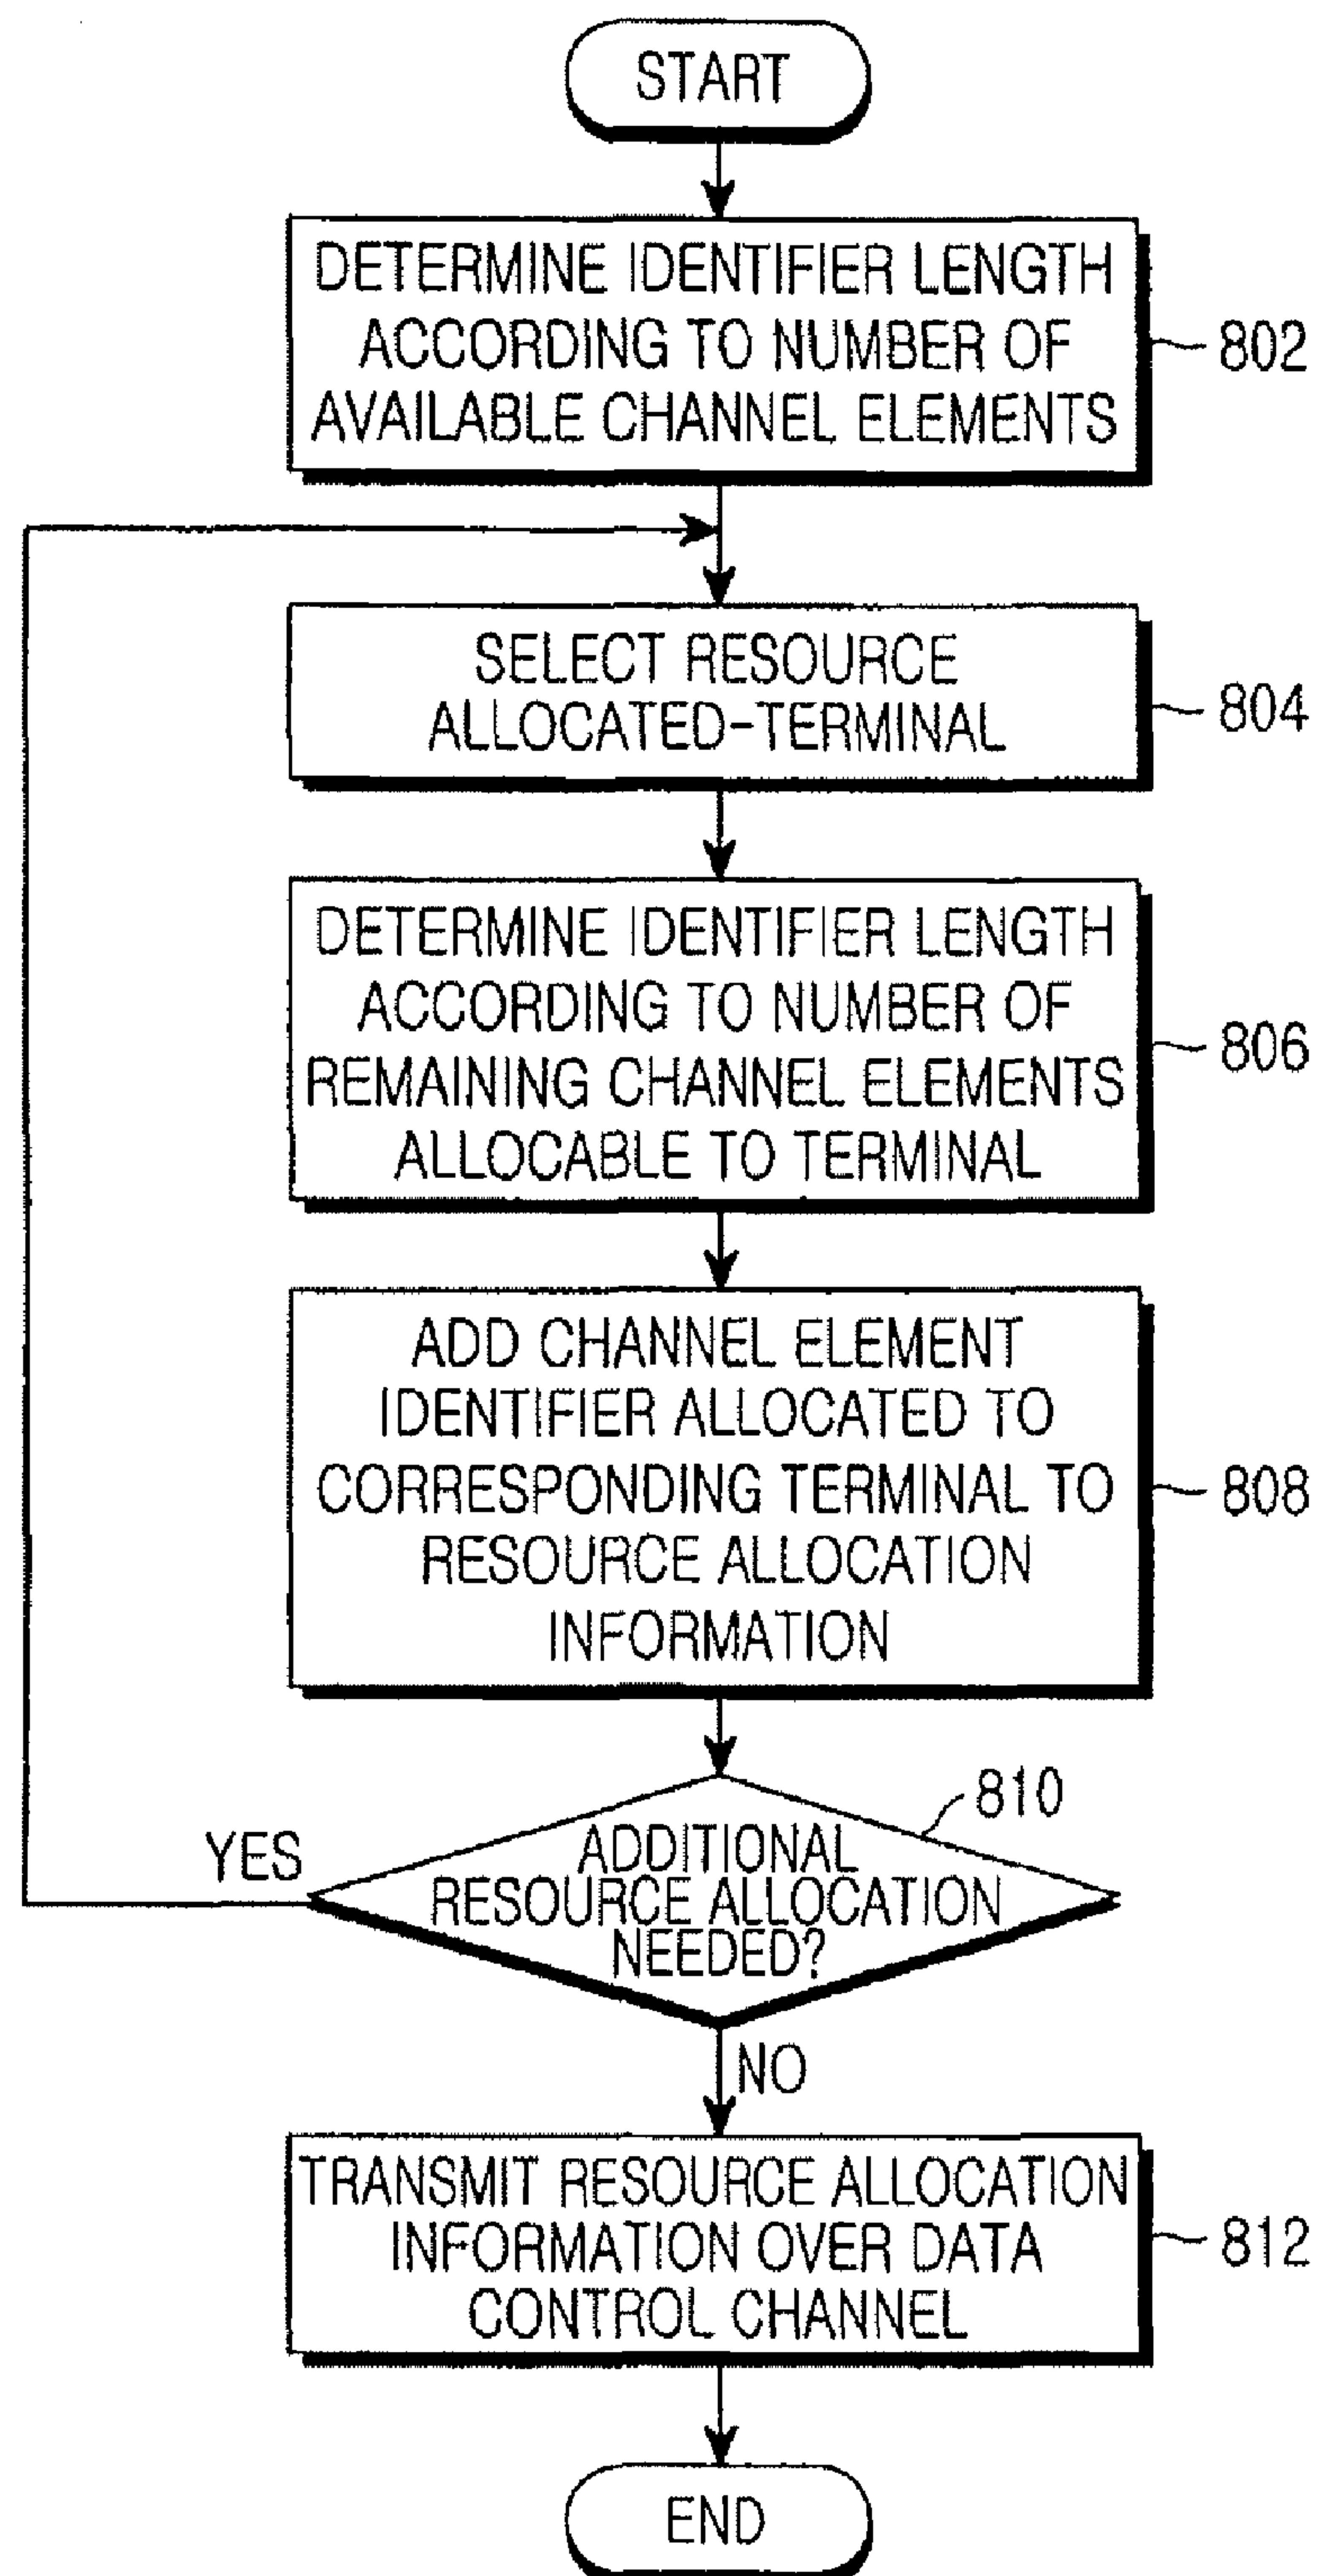 START
DETERMINE IDENTIFIER LENGTH
ACCORDING TO NUMBER OF
AVAILABLE CHANNEL ELEMENTS
802
SELECT RESOURCE
ALLOCATED-TERMINAL
804
DETERMINE IDENTIFIER LENGTH
ACCORDING TO NUMBER OF
REMAINING CHANNEL ELEMENTS
ALLOCABLE TO TERMINAL
806
ADD CHANNEL ELEMENT
IDENTIFIER ALLOCATED TO
CORRESPONDING TERMINAL TO
RESOURCE ALLOCATION
INFORMATION
808
810
YES
ADDITIONAL
RESOURCE ALLOCATION
NEEDED?
NO
TRANSMIT RESOURCE ALLOCATION
INFORMATION OVER DATA
CONTROL CHANNEL
812
END